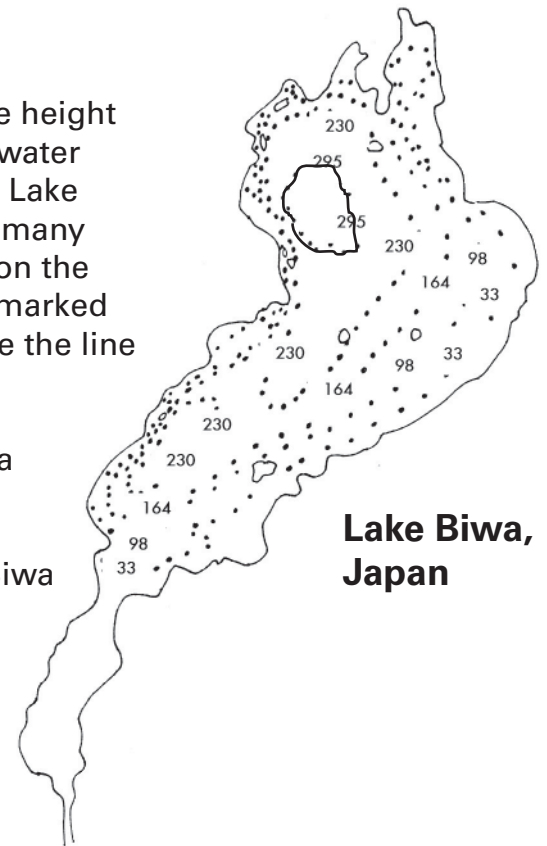 e height
water
Lake
many
on the
marked
e the line
a
iwa
Lake Biwa,
Japan
230
295
295
230
98
164
33
230
98
33
164
230
230
164
98
33